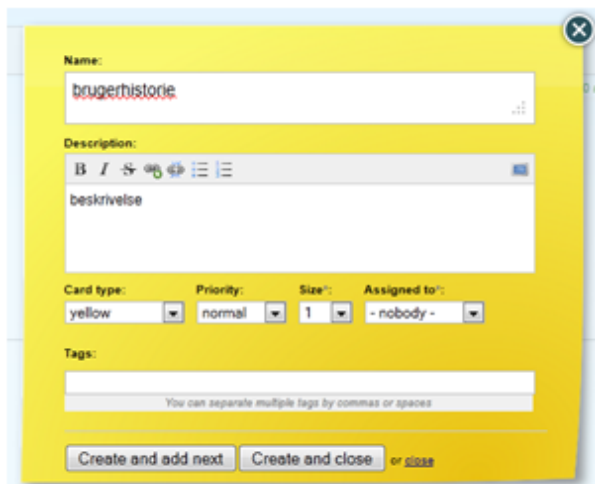 Name:
brugerhistorie
Description:
B I S
beskrivelse
Card type: Priority: Size*: Assigned to*:
yellow normal 1 - nobody -
Tags:
You can separate multiple tags by commas or spaces
Create and add next Create and close or close